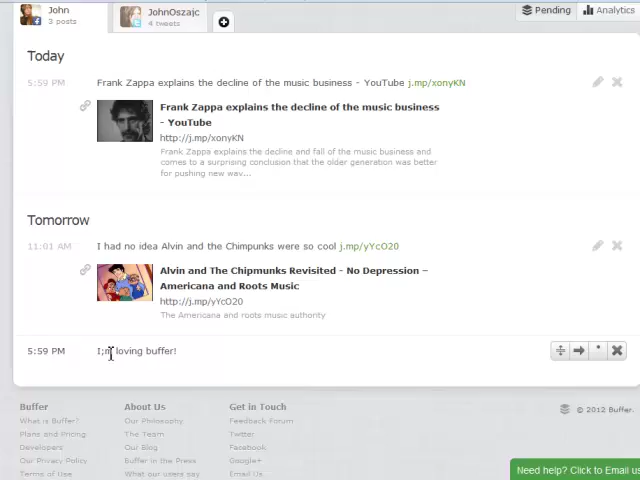 John
3 posts
JohnOszajc
4 tweets
Pending
Analytics
Today
5:59 PM
Frank Zappa explains the decline of the music business - YouTube j.mp/xonyKN
Frank Zappa explains the decline of the music business
- YouTube
http://j.mp/xonyKN
Frank Zappa explains the decline and fall of the music business and
comes to a surprising conclusion that the older generation was better
for pushing new wav...
Tomorrow
11:01 AM
I had no idea Alvin and the Chimpunks were so cool j.mp/yYcO20
Alvin and The Chipmunks Revisited - No Depression –
Americana and Roots Music
http://j.mp/yYcO20
The Americana and roots music authority
5:59 PM
I;m loving buffer!
Buffer
What is Buffer?
Plans and Pricing
Developers
Our Privacy Policy
Terms of Use
About Us
Our Philosophy
The Team
Our Blog
Buffer in the Press
What our users say
Get in Touch
Feedback Forum
Twitter
Facebook
Google+
Email Us
© 2012 Buffer.
Need help? Click to Email us